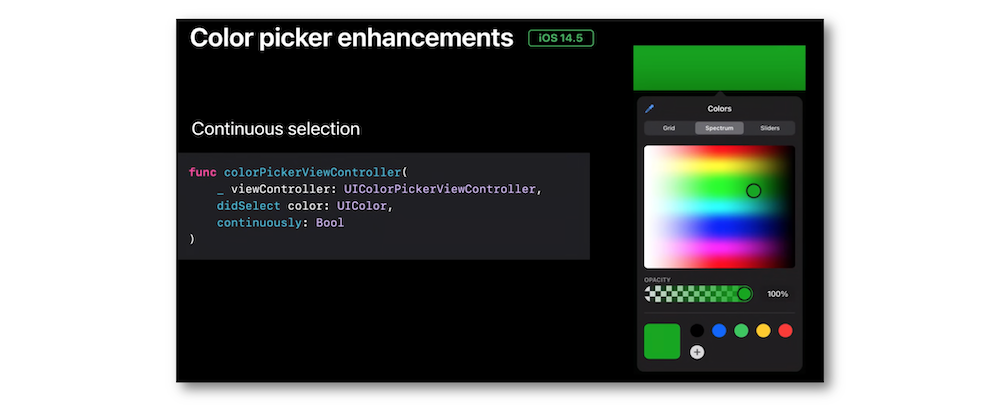 Color picker enhancements iOS 14.5
Continuous selection
func colorPickerViewController(
    _ viewController: UIColorPickerViewController,
    didSelect color: UIColor,
    continuously: Bool
)
Colors
Grid Spectrum Sliders
OPACITY
100%